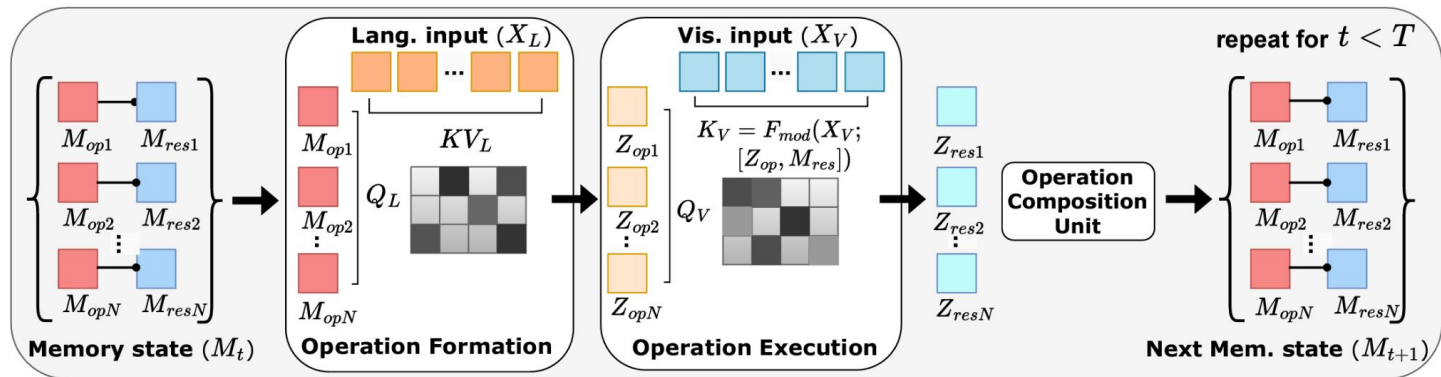 Lang. input (X_L)
Vis. input (X_V)
repeat for t < T
M_op1
M_res1
M_op2
M_res2
...
M_opN
M_resN
Memory state (M_t)
...
M_op1
M_op2
...
M_opN
Q_L
KV_L
Operation Formation
...
Z_op1
Z_op2
...
Z_opN
Q_V
K_V = F_mod(X_V;
[Z_op, M_res])
Operation Execution
Z_res1
Z_res2
...
Z_resN
Operation
Composition
Unit
M_op1
M_res1
M_op2
M_res2
...
M_opN
M_resN
Next Mem. state (M_t+1)